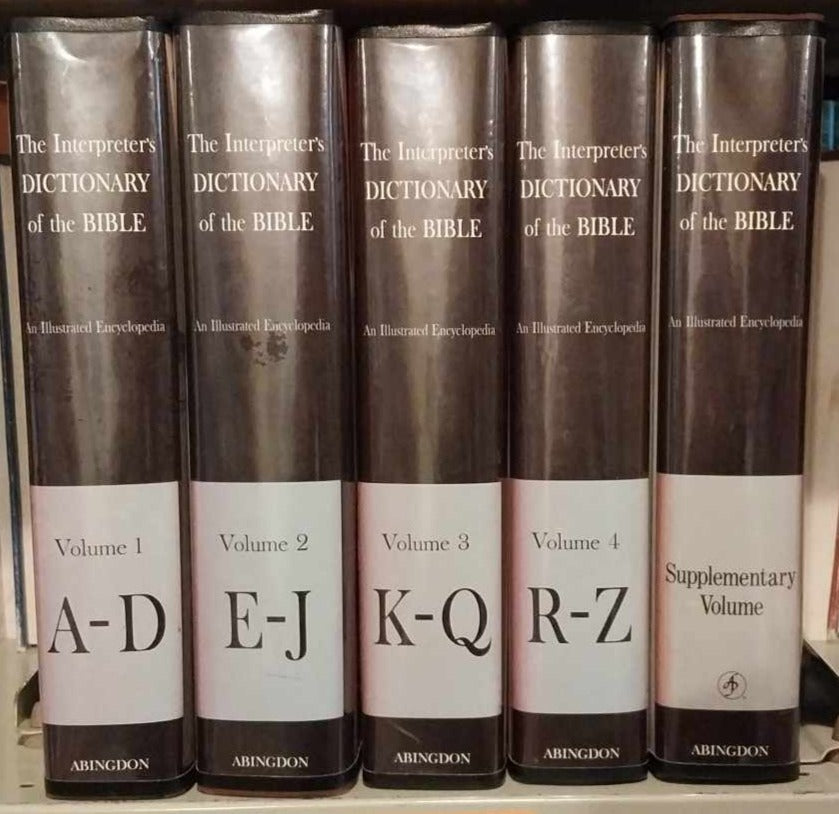 The Interpreter's
DICTIONARY
of the BIBLE
An Illustrated Encyclopedia
Volume 1
A-D
ABINGDON
The Interpreter's
DICTIONARY
of the BIBLE
An Illustrated Encyclopedia
Volume 2
E-J
ABINGDON
The Interpreter's
DICTIONARY
of the BIBLE
An Illustrated Encyclopedia
Volume 3
K-Q
ABINGDON
The Interpreter's
DICTIONARY
of the BIBLE
An Illustrated Encyclopedia
Volume 4
R-Z
ABINGDON
The Interpreter's
DICTIONARY
of the BIBLE
An Illustrated Encyclopedia
Supplementary
Volume
ABINGDON